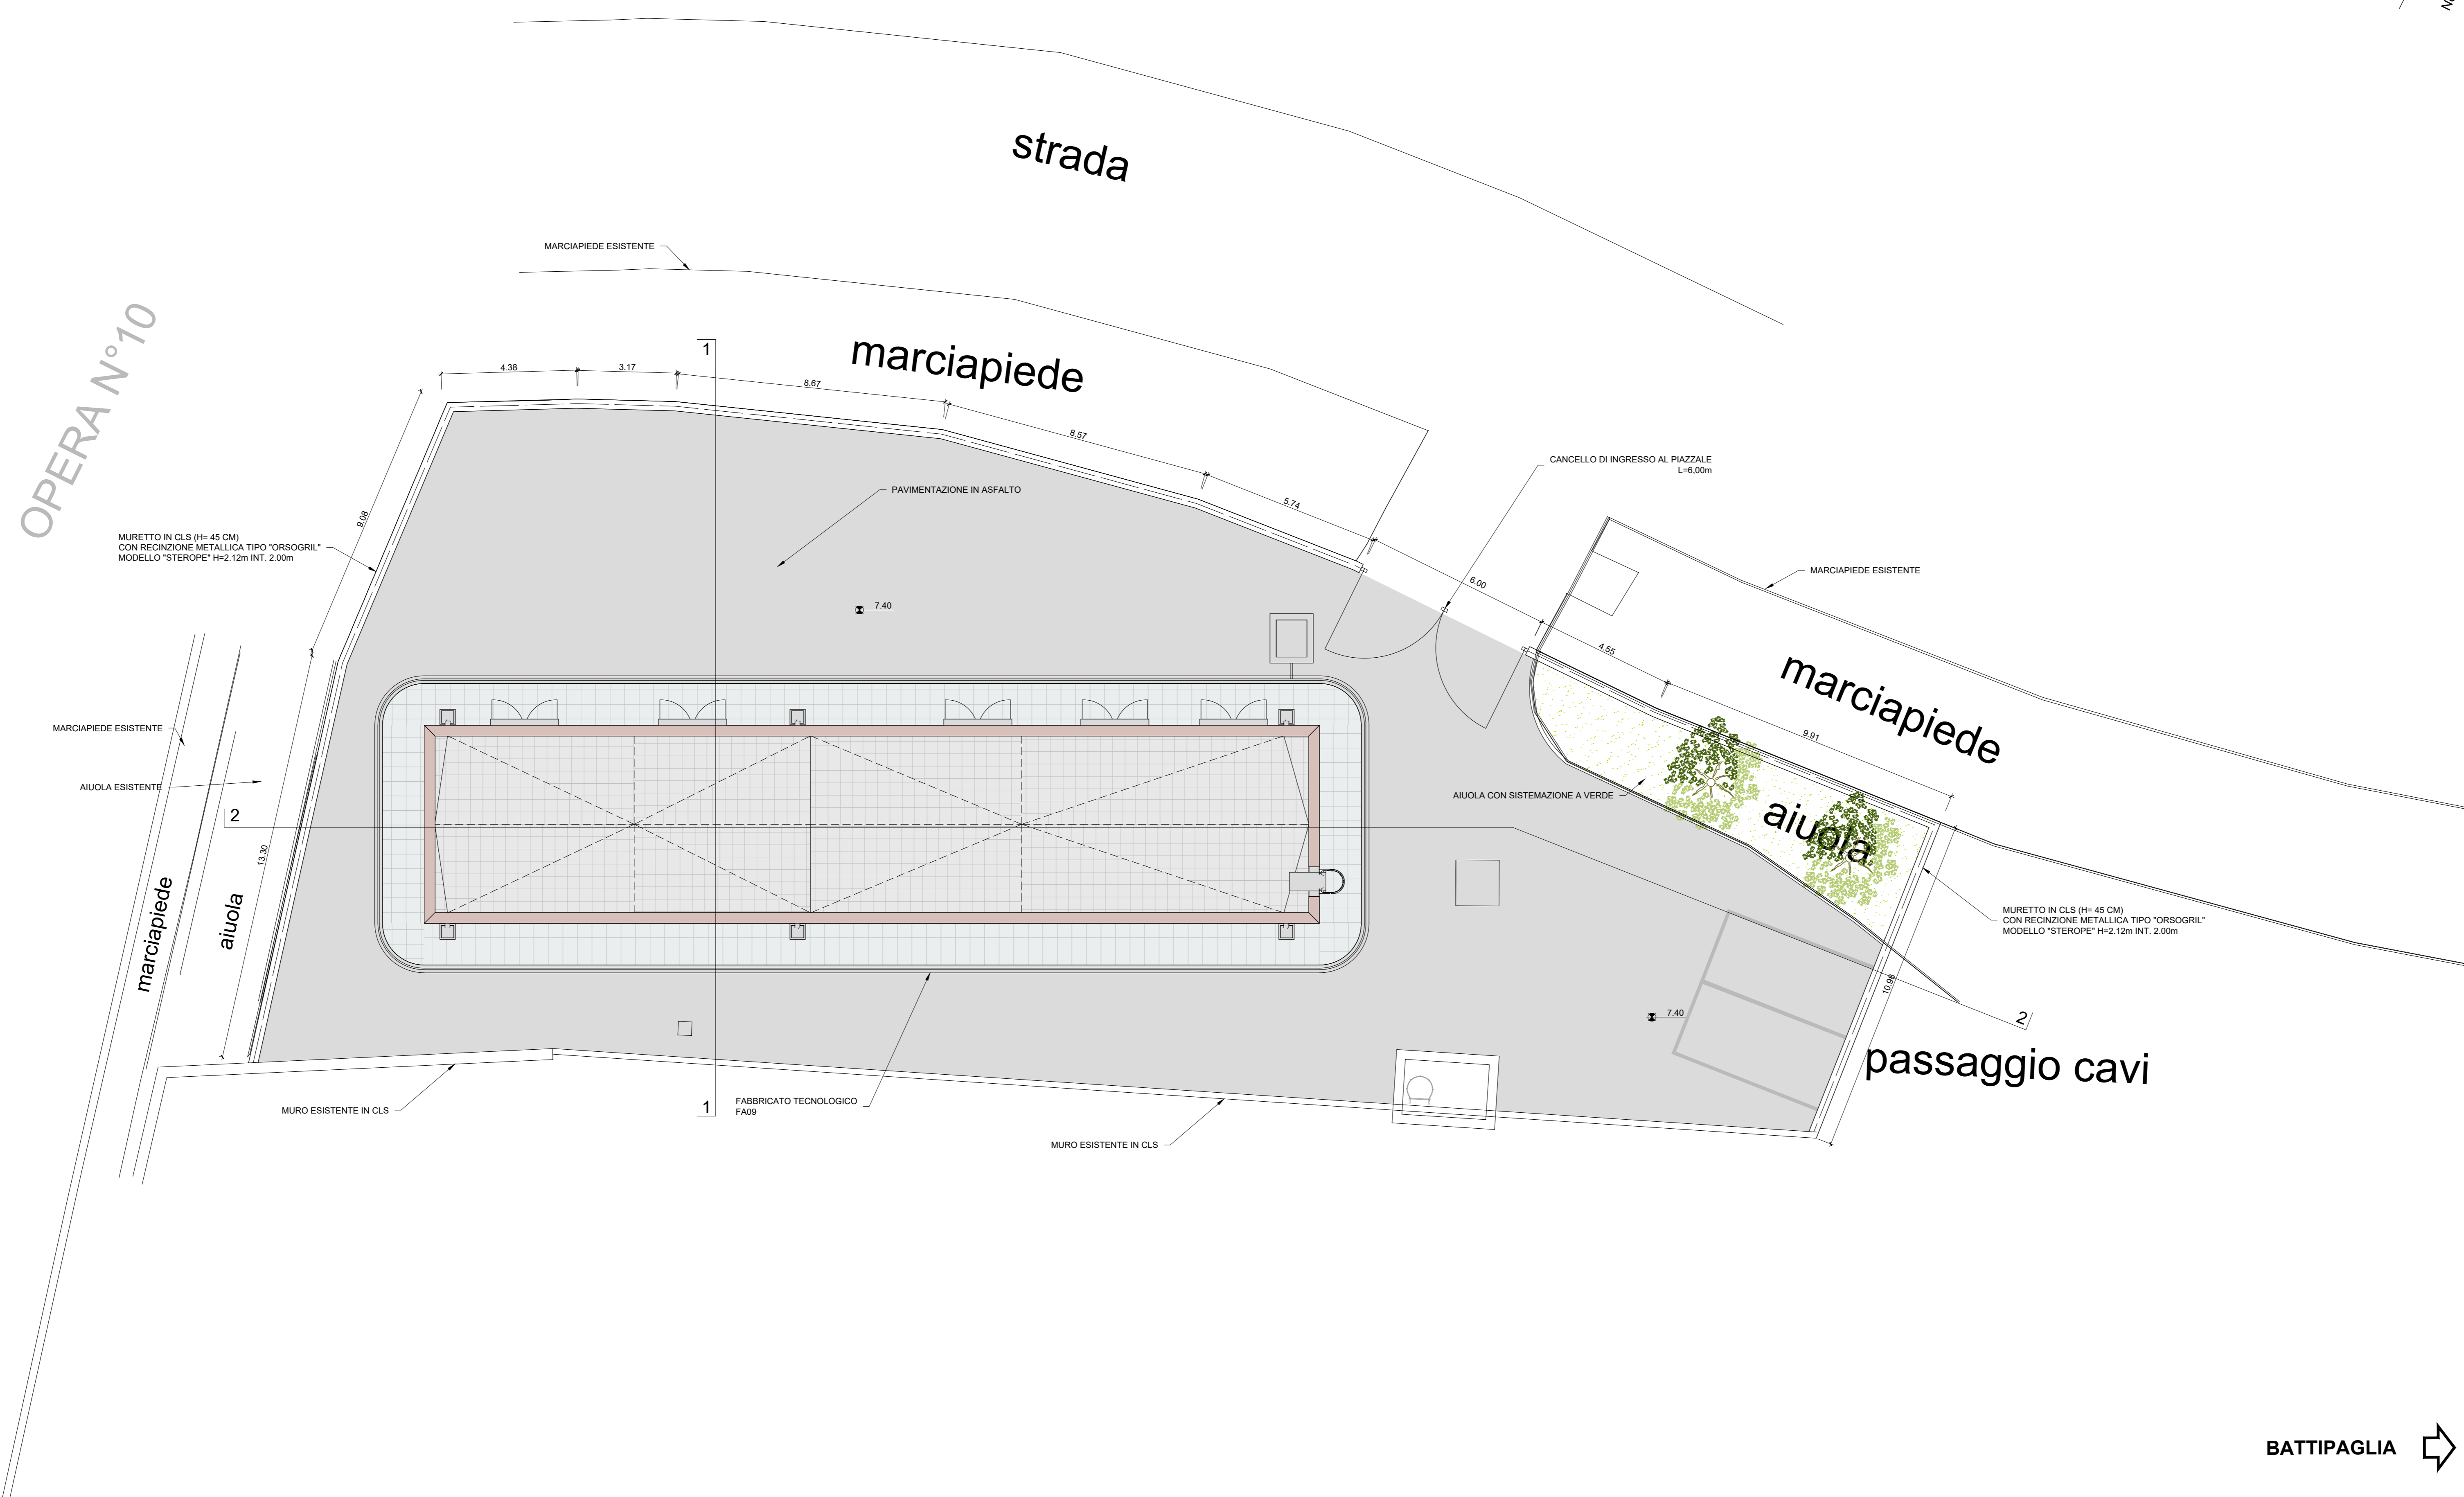 strada
MARCIAPIEDE ESISTENTE
OPERA N°10
marciapiede
1
4.38
3.17
8.67
8.57
5.74
9.08
CANCELLO DI INGRESSO AL PIAZZALE
L=6,00m
PAVIMENTAZIONE IN ASFALTO
MURETTO IN CLS (H= 45 CM)
CON RECINZIONE METALLICA TIPO "ORSOGRIL"
MODELLO "STEROPE" H=2.12m INT. 2.00m
6.00
MARCIAPIEDE ESISTENTE
7.40
4.55
marciapiede
9.91
MARCIAPIEDE ESISTENTE
AIUOLA ESISTENTE
AIUOLA CON SISTEMAZIONE A VERDE
aiuola
2
13.30
marciapiede
aiuola
MURETTO IN CLS (H= 45 CM)
CON RECINZIONE METALLICA TIPO "ORSOGRIL"
MODELLO "STEROPE" H=2.12m INT. 2.00m
10.98
7.40
2
passaggio cavi
MURO ESISTENTE IN CLS
1
FABBRICATO TECNOLOGICO
FA09
MURO ESISTENTE IN CLS
BATTIPAGLIA